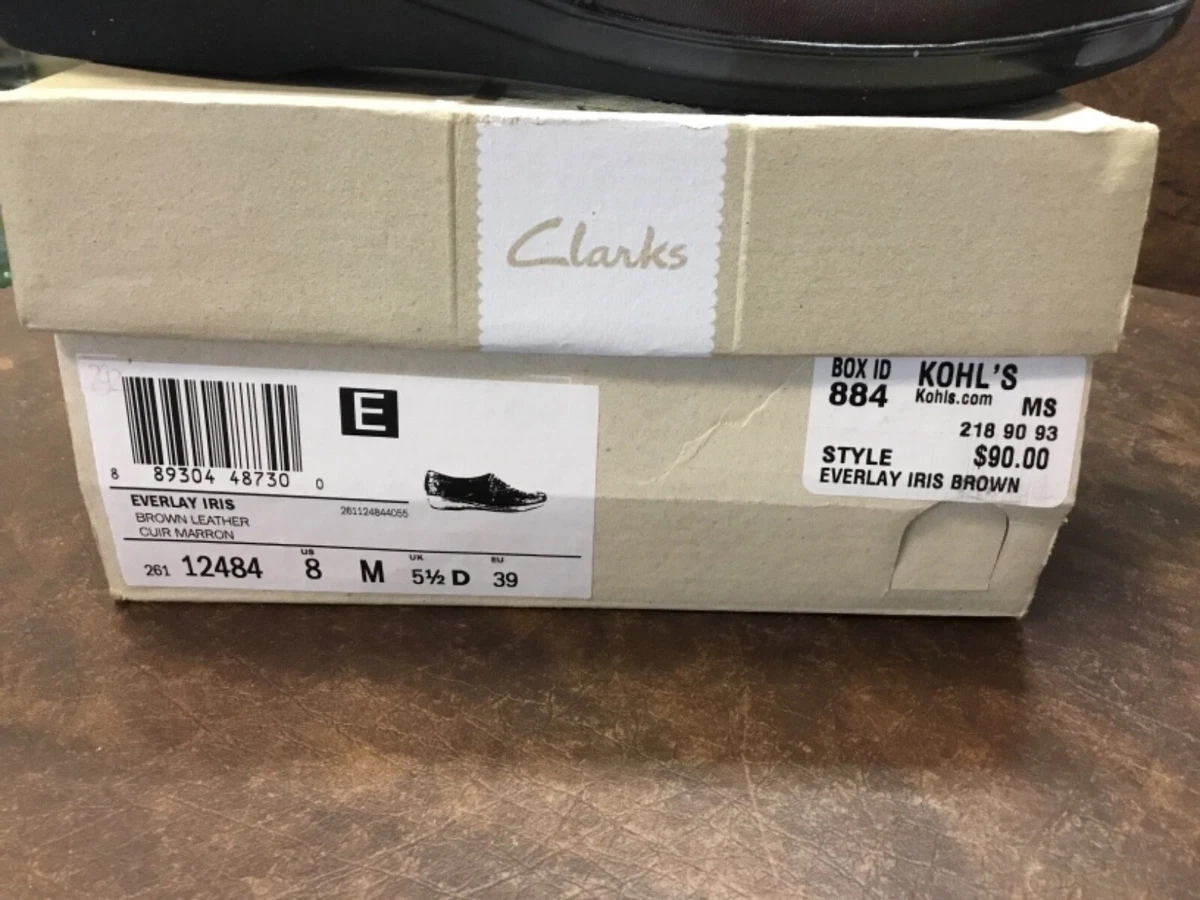 Clarks
E
8 89304 48730 0
EVERLAY IRIS
BROWN LEATHER
CUIR MARRON
261124844055
US UK EU
261 12484 8 M 5½ D 39
BOX ID KOHL'S
884 Kohls.com MS
218 90 93
STYLE $90.00
EVERLAY IRIS BROWN